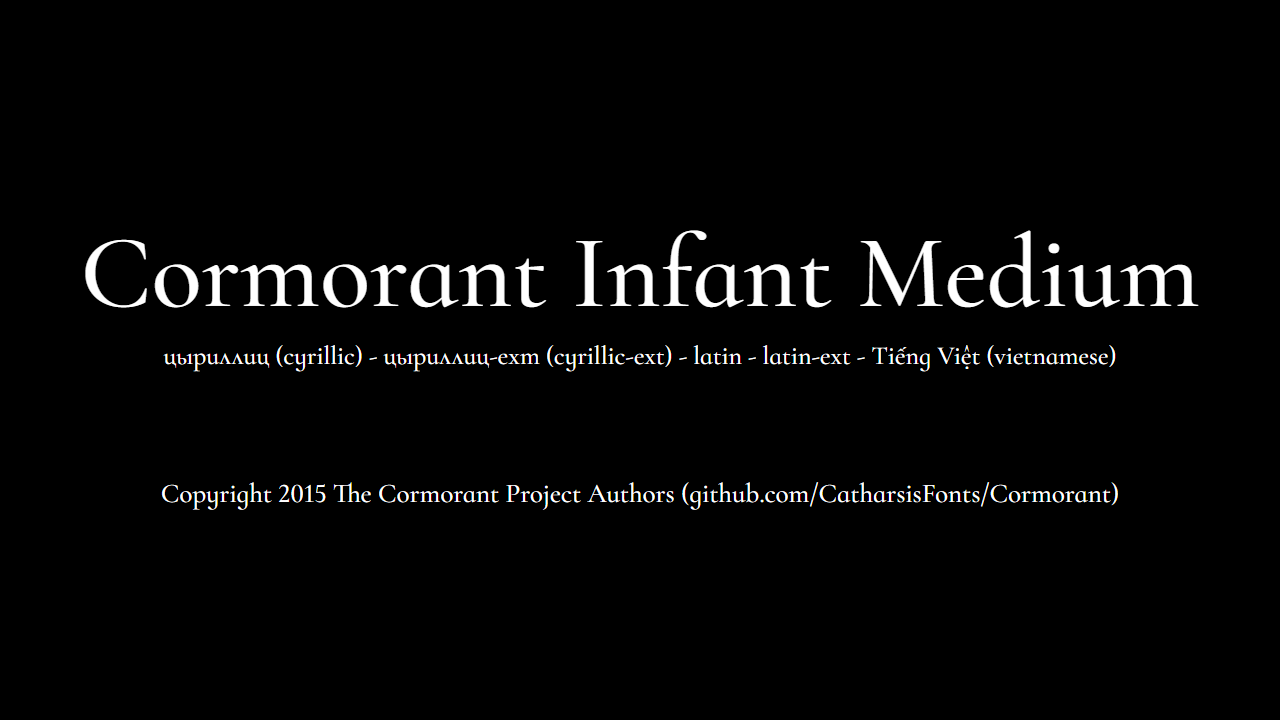 Cormorant Infant Medium
цыриллиц (cyrillic) - цыриллиц-ext (cyrillic-ext) - latin - latin-ext - Tiếng Việt (vietnamese)
Copyright 2015 The Cormorant Project Authors (github.com/CatharsisFonts/Cormorant)